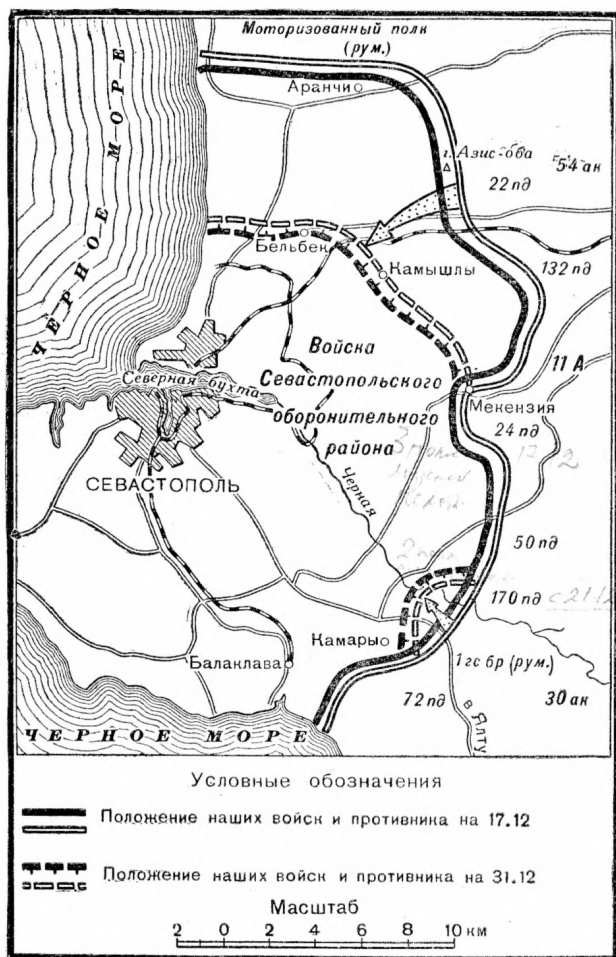 Моторизованный полк
(рум.)
Аранчи
г. Азис-оба
54 ак
22 пд
ЧЕРНОЕ МОРЕ
Бельбек
Камышлы
132 пд
Войска
Севастопольского
оборонительного
района
11 А
Северная бухта
Мекензия
24 пд
СЕВАСТОПОЛЬ
Черная
50 пд
170 пд
Камары
Балаклава
1 гс бр (рум.)
72 пд
30 ак
в Ялту
ЧЕРНОЕ МОРЕ
Условные обозначения
Положение наших войск и противника на 17.12
Положение наших войск и противника на 31.12
Масштаб
2 0 2 4 6 8 10 км